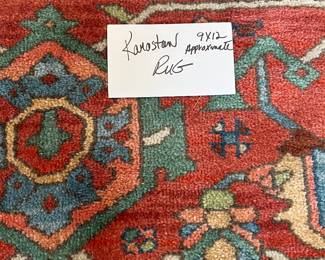 Karastan 9X12
Approximate
RUG